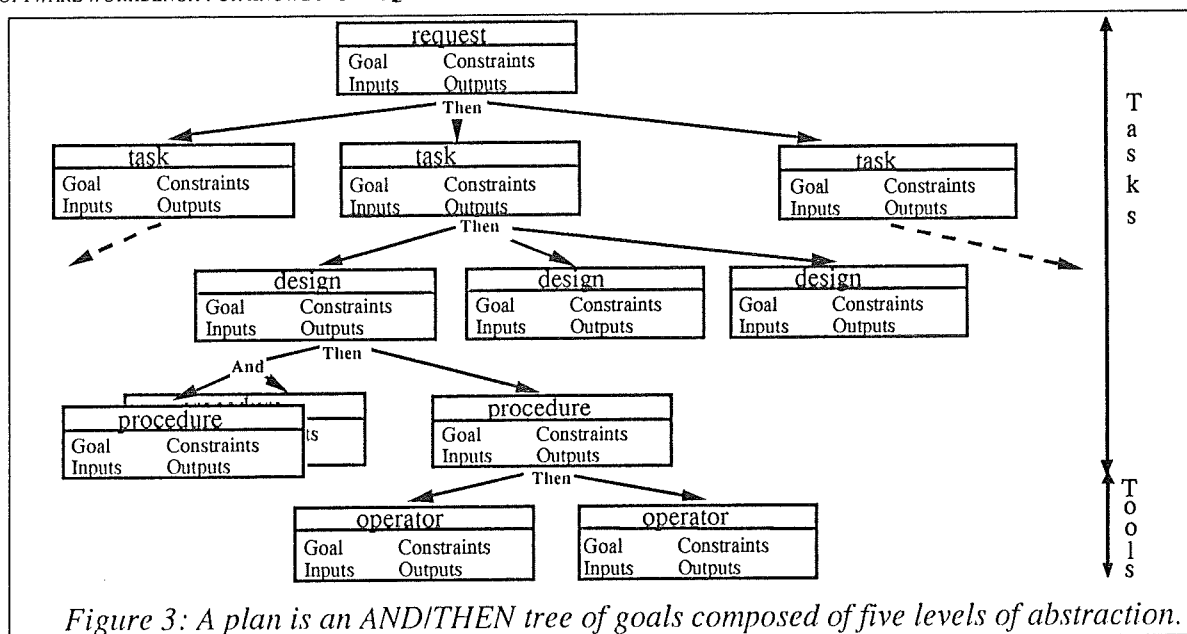 request
Goal Constraints
Inputs Outputs
Then
task
Goal Constraints
Inputs Outputs
task
Goal Constraints
Inputs Outputs
task
Goal Constraints
Inputs Outputs
Then
design
Goal Constraints
Inputs Outputs
design
Goal Constraints
Inputs Outputs
design
Goal Constraints
Inputs Outputs
Then
And
procedure
Goal Constraints
Inputs Outputs
ts
procedure
Goal Constraints
Inputs Outputs
Then
operator
Goal Constraints
Inputs Outputs
operator
Goal Constraints
Inputs Outputs
Tasks
Tools
Figure 3: A plan is an AND/THEN tree of goals composed of five levels of abstraction.